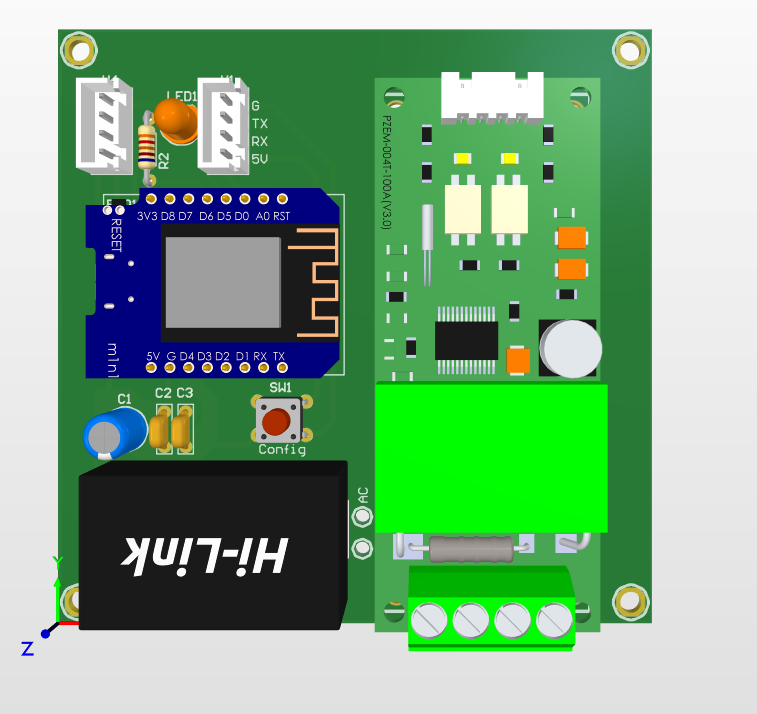 LED1
G
TX
RX
5V
R2
PZEM-004T-100A(V3.0)
3V3 D8 D7 D6 D5 D0 A0 RST
RESET
mini
5V G D4 D3 D2 D1 RX TX
C1
C2 C3
SW1
Config
AC
Hi-Link
Y
Z